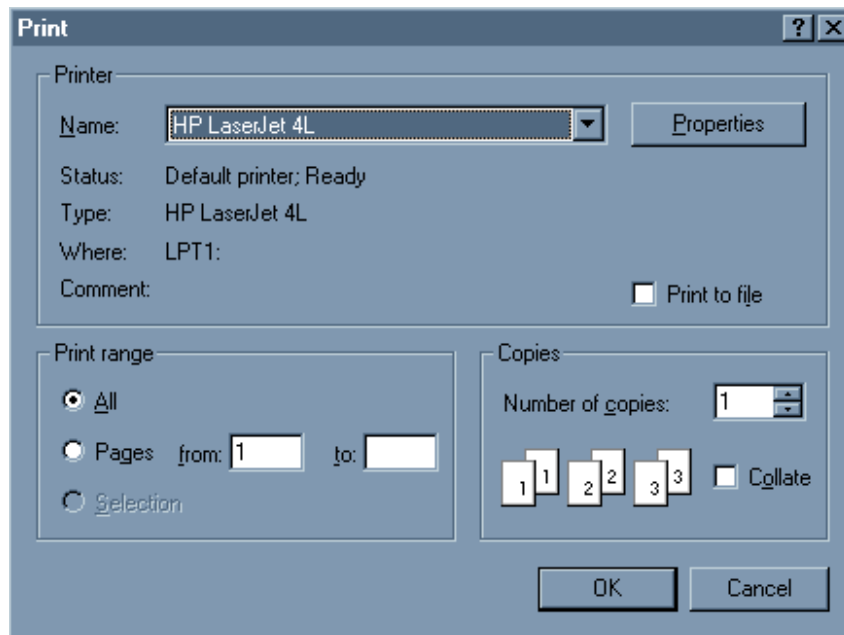 Print
Printer
Name: HP LaserJet 4L Properties
Status: Default printer; Ready
Type: HP LaserJet 4L
Where: LPT1:
Comment: Print to file
Print range
All
Pages from: 1 to:
Selection
Copies
Number of copies: 1
1 1 2 2 3 3 Collate
OK Cancel